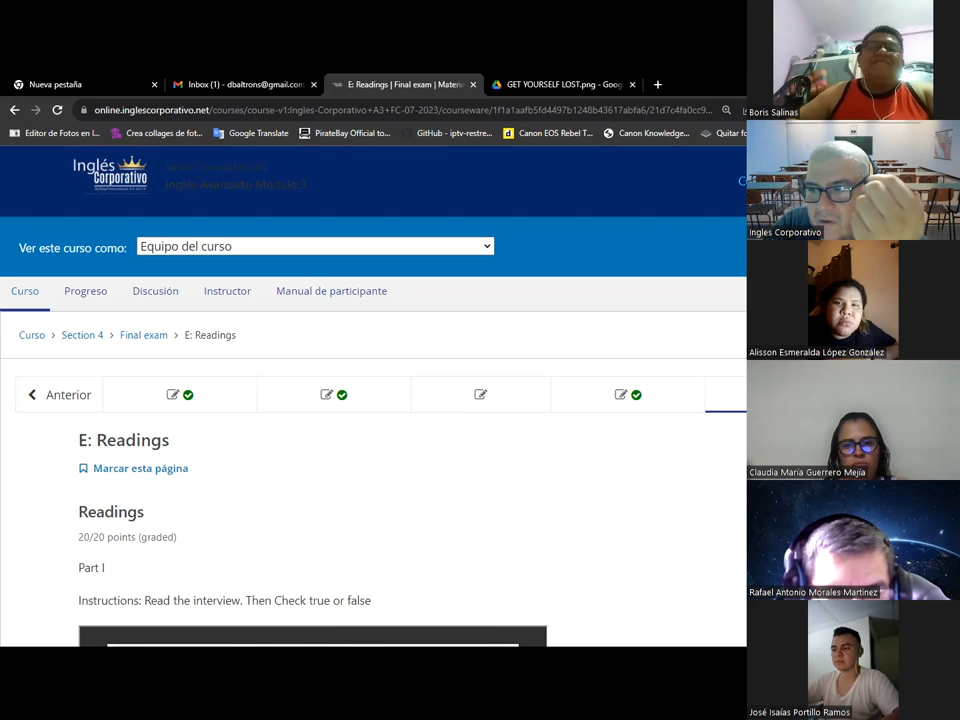 Nueva pestaña
Inbox (1) - dbaltrons@gmail.com
E: Readings | Final exam | Materia
GET YOURSELF LOST.png - Goog
online.inglescorporativo.net/courses/course-v1:Ingles-Corporativo+A3+FC-07-2023/courseware/1f1a1aafb5fd4497b1248b43617abfa6/21d7c4fa0cc9...
Editor de Fotos en l...
Crea collages de fot...
Google Translate
PirateBay Official to...
GitHub - iptv-restre...
Canon EOS Rebel T...
Canon Knowledge...
Quitar fo
Inglés
Corporativo
Inglés Avanzado Módulo 3
C
Ver este curso como:
Equipo del curso
Curso
Progreso
Discusión
Instructor
Manual de participante
Curso > Section 4 > Final exam > E: Readings
Anterior
E: Readings
Marcar esta página
Readings
20/20 points (graded)
Part I
Instructions: Read the interview. Then Check true or false
Boris Salinas
Ingles Corporativo
Alisson Esmeralda López González
Claudia María Guerrero Mejía
Rafael Antonio Morales Martinez
José Isaías Portillo Ramos